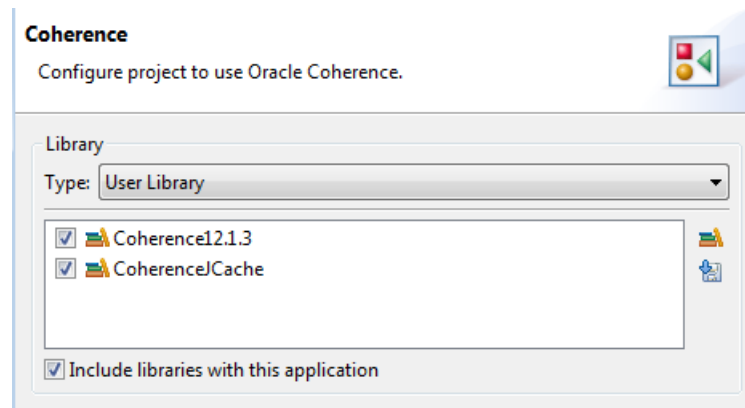 Coherence
Configure project to use Oracle Coherence.
Library
Type: User Library
Coherence12.1.3
CoherenceJCache
Include libraries with this application